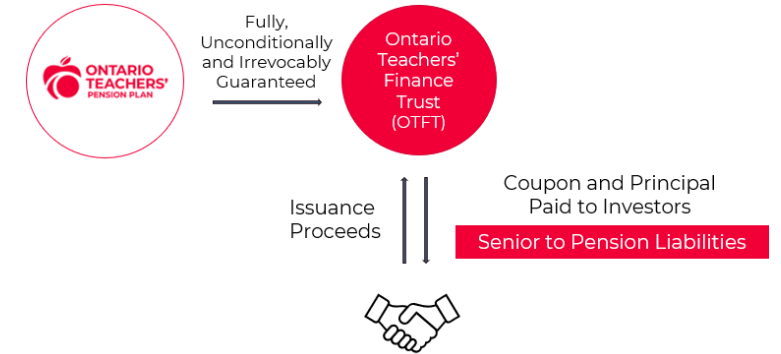 ONTARIO
TEACHERS'
PENSION PLAN
Fully,
Unconditionally
and Irrevocably
Guaranteed
Ontario
Teachers'
Finance
Trust
(OTFT)
Issuance
Proceeds
Coupon and Principal
Paid to Investors
Senior to Pension Liabilities